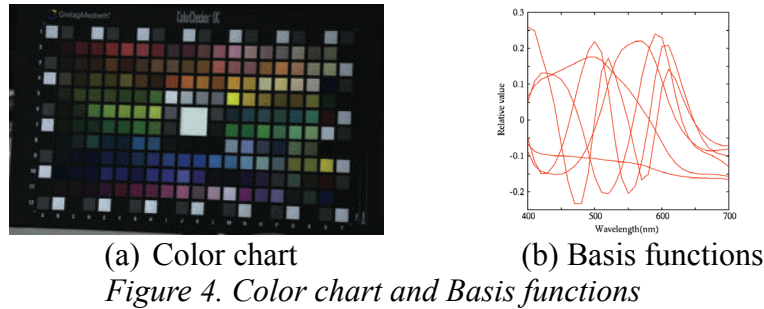 GretagMacbeth
ColorChecker DC
0.3
0.2
0.1
0
-0.1
-0.2
Relative value
400
500
600
700
Wavelength(nm)
(a) Color chart
(b) Basis functions
Figure 4. Color chart and Basis functions